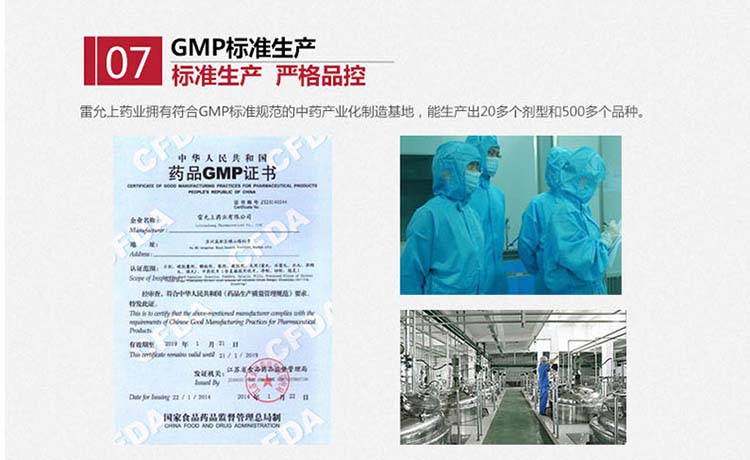 07
GMP标准生产
标准生产 严格品控
雷允上药业拥有符合GMP标准规范的中药产业化制造基地，能生产出20多个剂型和500多个品种。
中华人民共和国
药品GMP证书
CERTIFICATE OF GOOD MANUFACTURING PRACTICES FOR PHARMACEUTICAL PRODUCTS
PEOPLE'S REPUBLIC OF CHINA
证书编号
Certificate No.
企业名称： 雷允上药业有限公司
Manufacturer :
地 址：
Address :
认证范围：
Scope of Inspection
经审查，符合中华人民共和国《药品生产质量管理规范》要求。
特发此证。
This is to certify that the above-mentioned manufacturer complies with the
requirements of Chinese Good Manufacturing Practices for Pharmaceutical
Products.
有效期至 2019 年 1 月 21 日
This certificate remains valid until 21 / 1 / 2019
发证机关： 江苏省食品药品监督管理局
Issued By
2014 年 1 月 22 日
Date for Issuing 22 / 1 / 2014
国家食品药品监督管理总局制
CHINA FOOD AND DRUG ADMINISTRATION
CFDA
CFDA
CFDA
CFDA